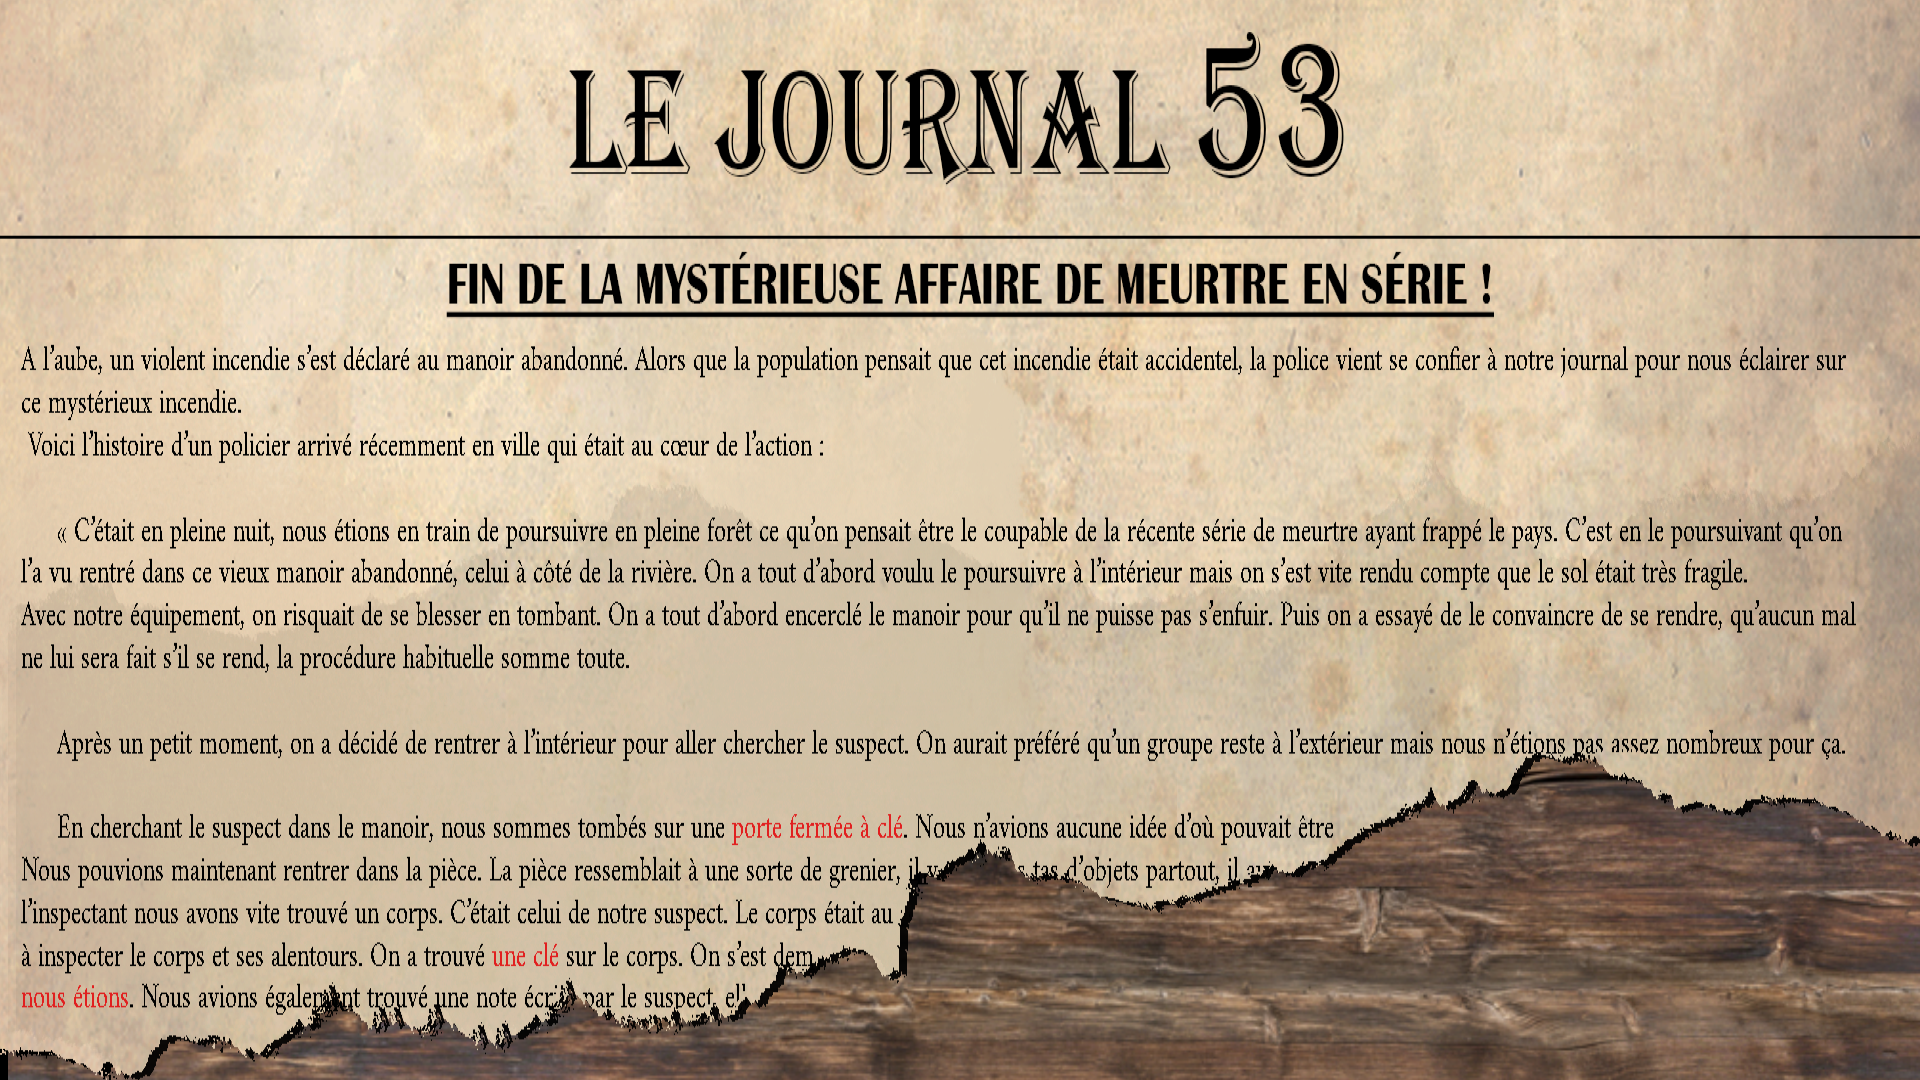 LE JOURNAL 53
FIN DE LA MYSTÉRIEUSE AFFAIRE DE MEURTRE EN SÉRIE !
A l’aube, un violent incendie s’est déclaré au manoir abandonné. Alors que la population pensait que cet incendie était accidentel, la police vient se confier à notre journal pour nous éclairer sur
ce mystérieux incendie.
Voici l’histoire d’un policier arrivé récemment en ville qui était au cœur de l’action :
« C’était en pleine nuit, nous étions en train de poursuivre en pleine forêt ce qu’on pensait être le coupable de la récente série de meurtre ayant frappé le pays. C’est en le poursuivant qu’on
l’a vu rentré dans ce vieux manoir abandonné, celui à côté de la rivière. On a tout d’abord voulu le poursuivre à l’intérieur mais on s’est vite rendu compte que le sol était très fragile.
Avec notre équipement, on risquait de se blesser en tombant. On a tout d’abord encerclé le manoir pour qu’il ne puisse pas s’enfuir. Puis on a essayé de le convaincre de se rendre, qu’aucun mal
ne lui sera fait s’il se rend, la procédure habituelle somme toute.
Après un petit moment, on a décidé de rentrer à l’intérieur pour aller chercher le suspect. On aurait préféré qu’un groupe reste à l’extérieur mais nous n’étions pas assez nombreux pour ça.
En cherchant le suspect dans le manoir, nous sommes tombés sur une porte fermée à clé. Nous n’avions aucune idée d’où pouvait être
Nous pouvions maintenant rentrer dans la pièce. La pièce ressemblait à une sorte de grenier, il y tas d’objets partout, il
l’inspectant nous avons vite trouvé un corps. C’était celui de notre suspect. Le corps était au
à inspecter le corps et ses alentours. On a trouvé une clé sur le corps. On s’est dem
nous étions. Nous avions également trouvé une note écrite par le suspect,